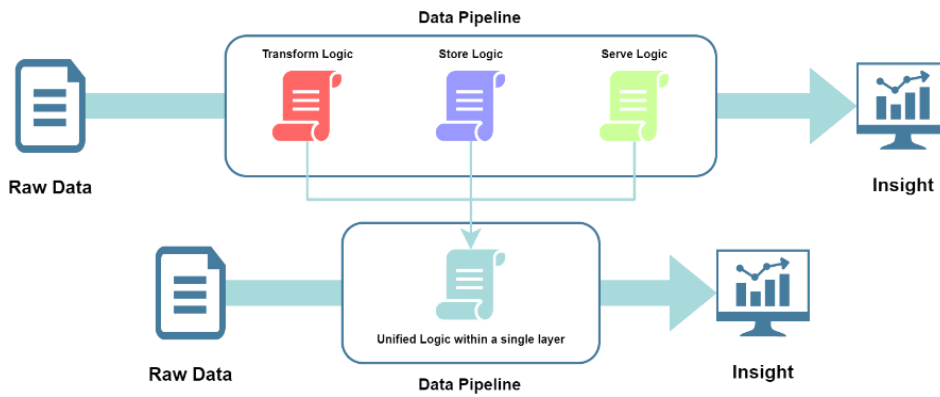 Data Pipeline
Transform Logic
Store Logic
Serve Logic
Raw Data
Insight
Unified Logic within a single layer
Raw Data
Insight
Data Pipeline